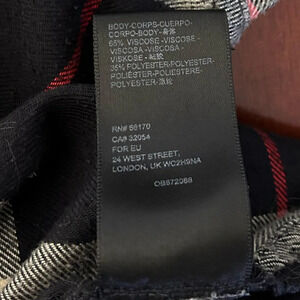 BODY-CORPS-CUERPO-
CORPO-BODY-
65% VISCOSE-VISCOSE-
VISCOSA-VISCOSA-
VISKOSE-
35% POLYESTER-POLYESTER-
POLIÉSTER-POLIESTERE-
POLYESTER-
RN# 66170
CA# 32054
FOR EU
24 WEST STREET,
LONDON, UK WC2H9NA